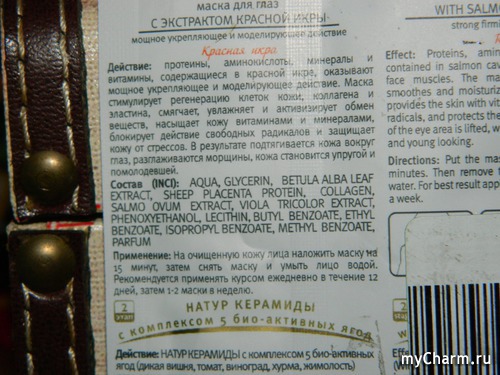 маска для глаз
С ЭКСТРАКТОМ КРАСНОЙ ИКРЫ
мощное укрепляющее и моделирующее действие
Красная икра
Действие: протеины, аминокислоты, минералы и
витамины, содержащиеся в красной икре, оказывают
мощное укрепляющее и моделирующее действие. Маска
стимулирует регенерацию клеток кожи, коллагена и
эластина, смягчает, увлажняет и активизирует обмен
веществ, насыщает кожу витаминами и минералами,
блокирует действие свободных радикалов и защищает
кожу от стрессов. В результате подтягивается кожа вокруг
глаз, разглаживаются морщины, кожа становится упругой и
помолодевшей.
Состав (INCI): AQUA, GLYCERIN, BETULA ALBA LEAF
EXTRACT, SHEEP PLACENTA PROTEIN, COLLAGEN,
SALMO OVUM EXTRACT, VIOLA TRICOLOR EXTRACT,
PHENOXYETHANOL, LECITHIN, BUTYL BENZOATE, ETHYL
BENZOATE, ISOPROPYL BENZOATE, METHYL BENZOATE,
PARFUM
Применение: На очищенную кожу лица наложить маску на
15 минут, затем снять маску и умыть лицо водой.
Рекомендуется применять курсом ежедневно в течение 12
дней, затем 1-2 маски в неделю.
2 этап
НАТУР КЕРАМИДЫ
с комплексом 5 био-активных ягод
Действие: НАТУР КЕРАМИДЫ с комплексом 5 био-активных
ягод (дикая вишня, томат, виноград, хурма, жимолость)
WITH SALMO
strong firm
Effect: Proteins, amin
contained in salmon cav
face muscles. The ma
smoothes and moisturiz
provides the skin with vi
radicals, and protects the
of the eye area is lifted, w
and young looking.
Directions: Put the ma
minutes. Then remove t
water. For best result app
a week.
2
Effe
myCharm.ru